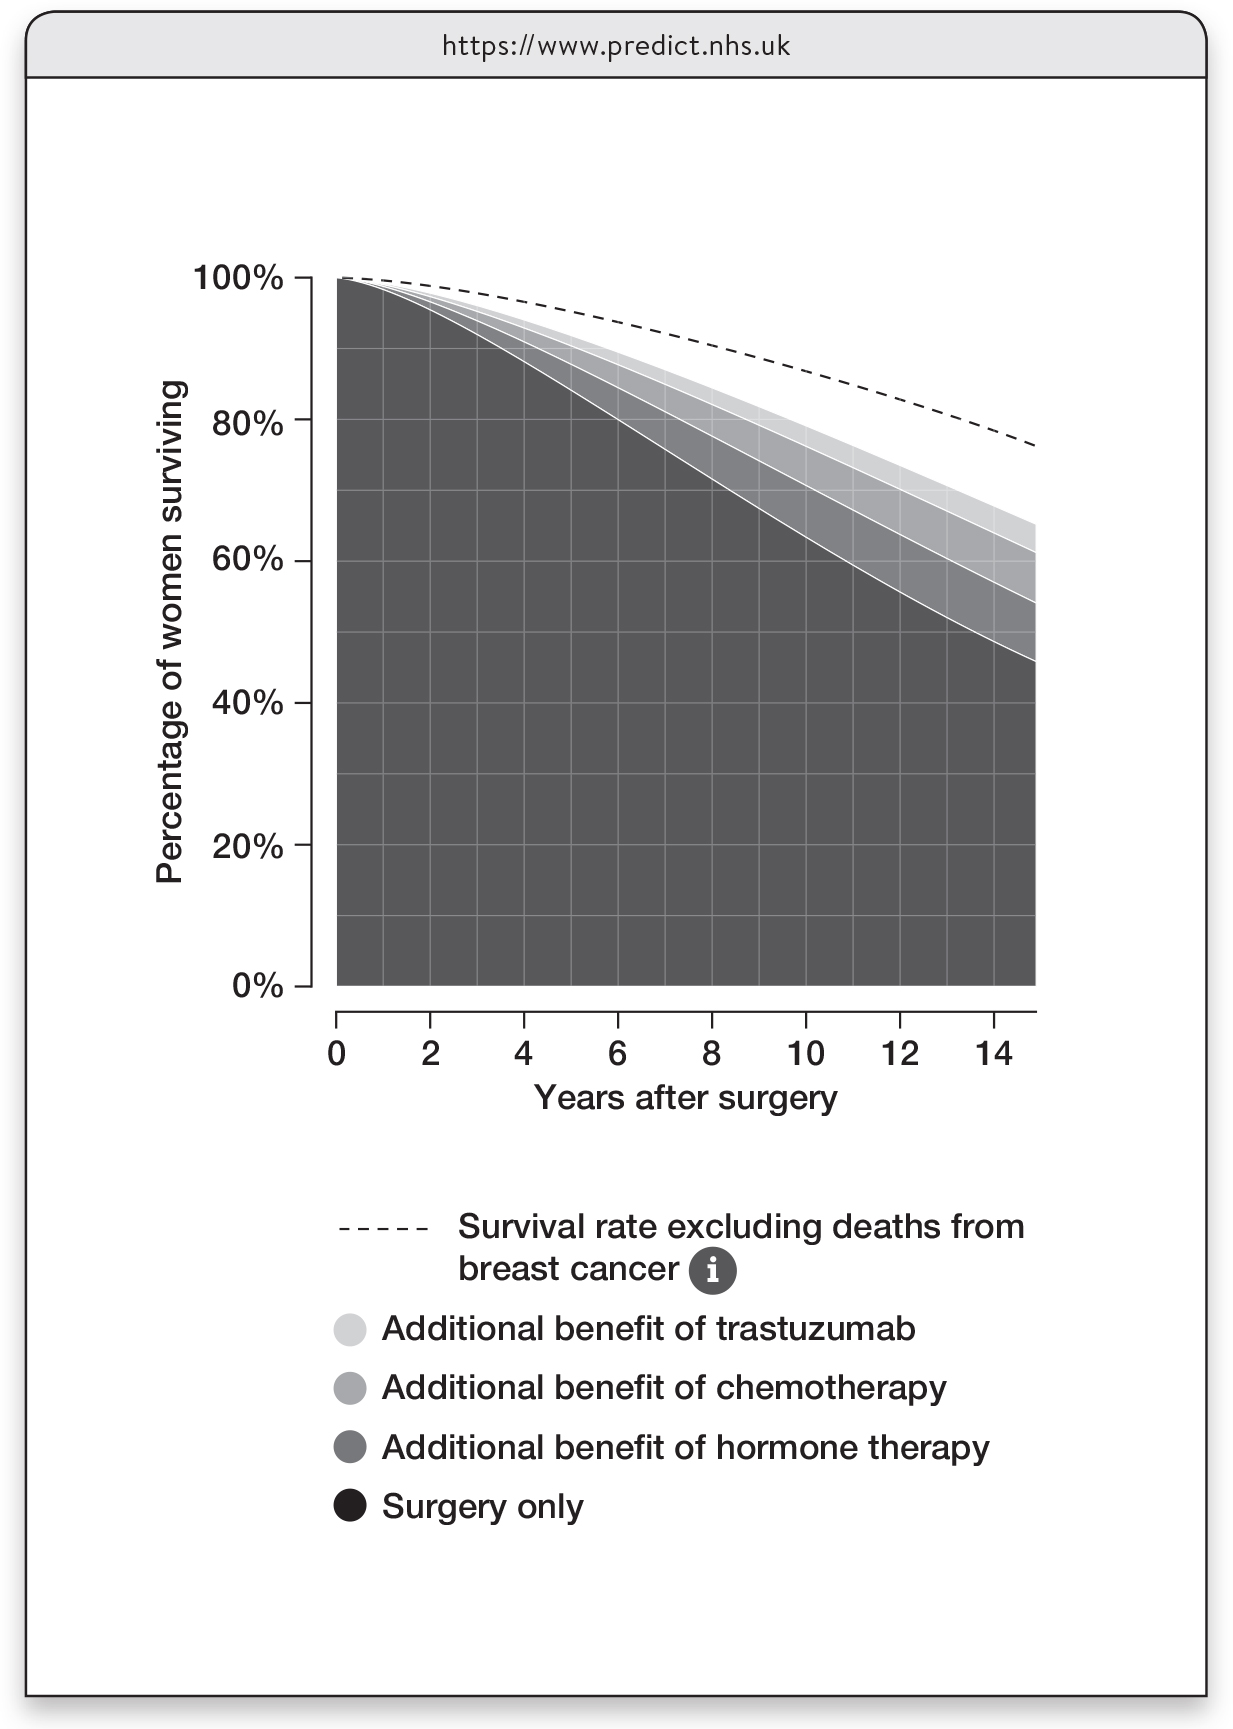 https://www.predict.nhs.uk
Percentage of women surviving
100%
80%
60%
40%
20%
0%
0 2 4 6 8 10 12 14
Years after surgery
Survival rate excluding deaths from
breast cancer i
Additional benefit of trastuzumab
Additional benefit of chemotherapy
Additional benefit of hormone therapy
Surgery only